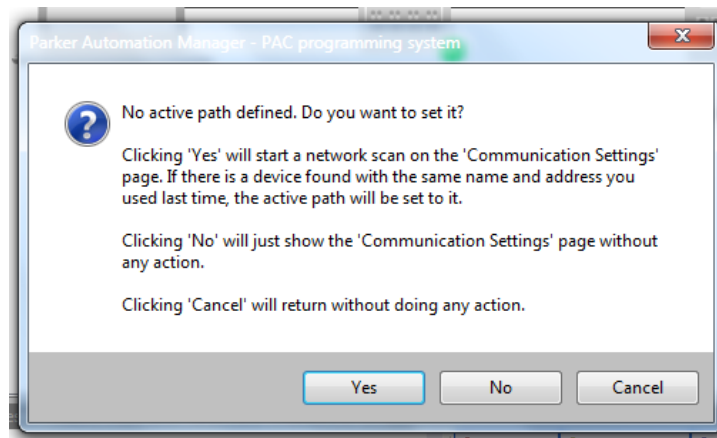 Parker Automation Manager - PAC programming system
No active path defined. Do you want to set it?
Clicking 'Yes' will start a network scan on the 'Communication Settings'
page. If there is a device found with the same name and address you
used last time, the active path will be set to it.
Clicking 'No' will just show the 'Communication Settings' page without
any action.
Clicking 'Cancel' will return without doing any action.
Yes No Cancel